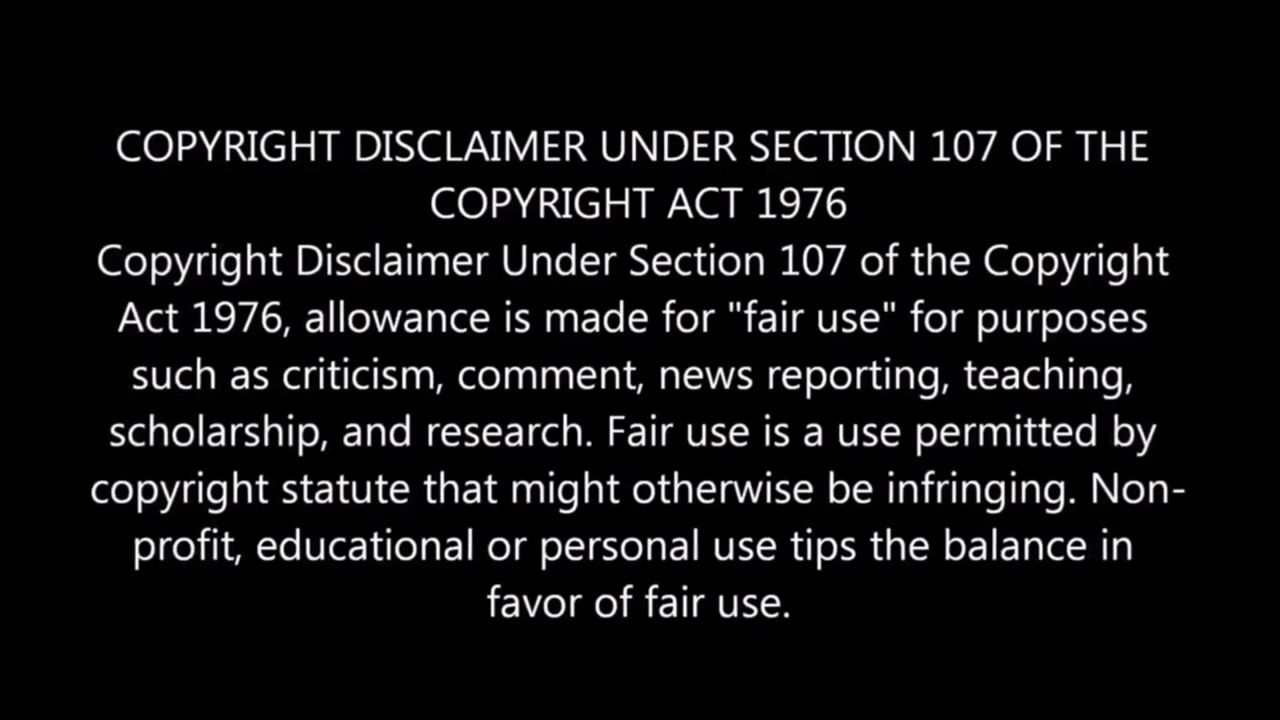 COPYRIGHT DISCLAIMER UNDER SECTION 107 OF THE
COPYRIGHT ACT 1976
Copyright Disclaimer Under Section 107 of the Copyright
Act 1976, allowance is made for "fair use" for purposes
such as criticism, comment, news reporting, teaching,
scholarship, and research. Fair use is a use permitted by
copyright statute that might otherwise be infringing. Non-
profit, educational or personal use tips the balance in
favor of fair use.